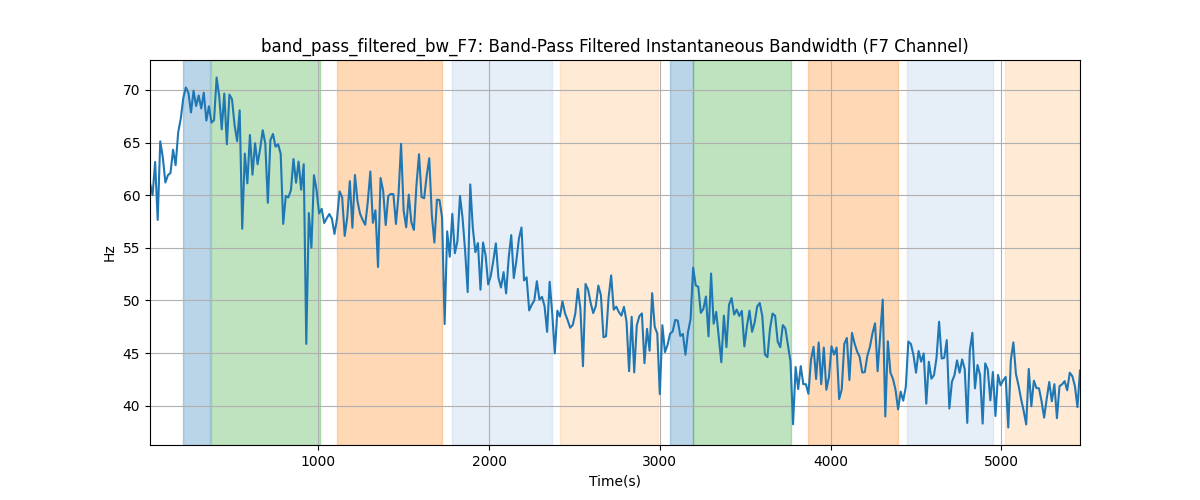 band_pass_filtered_bw_F7: Band-Pass Filtered Instantaneous Bandwidth (F7 Channel)
Hz
70
65
60
55
50
45
40
1000 2000 3000 4000 5000
Time(s)